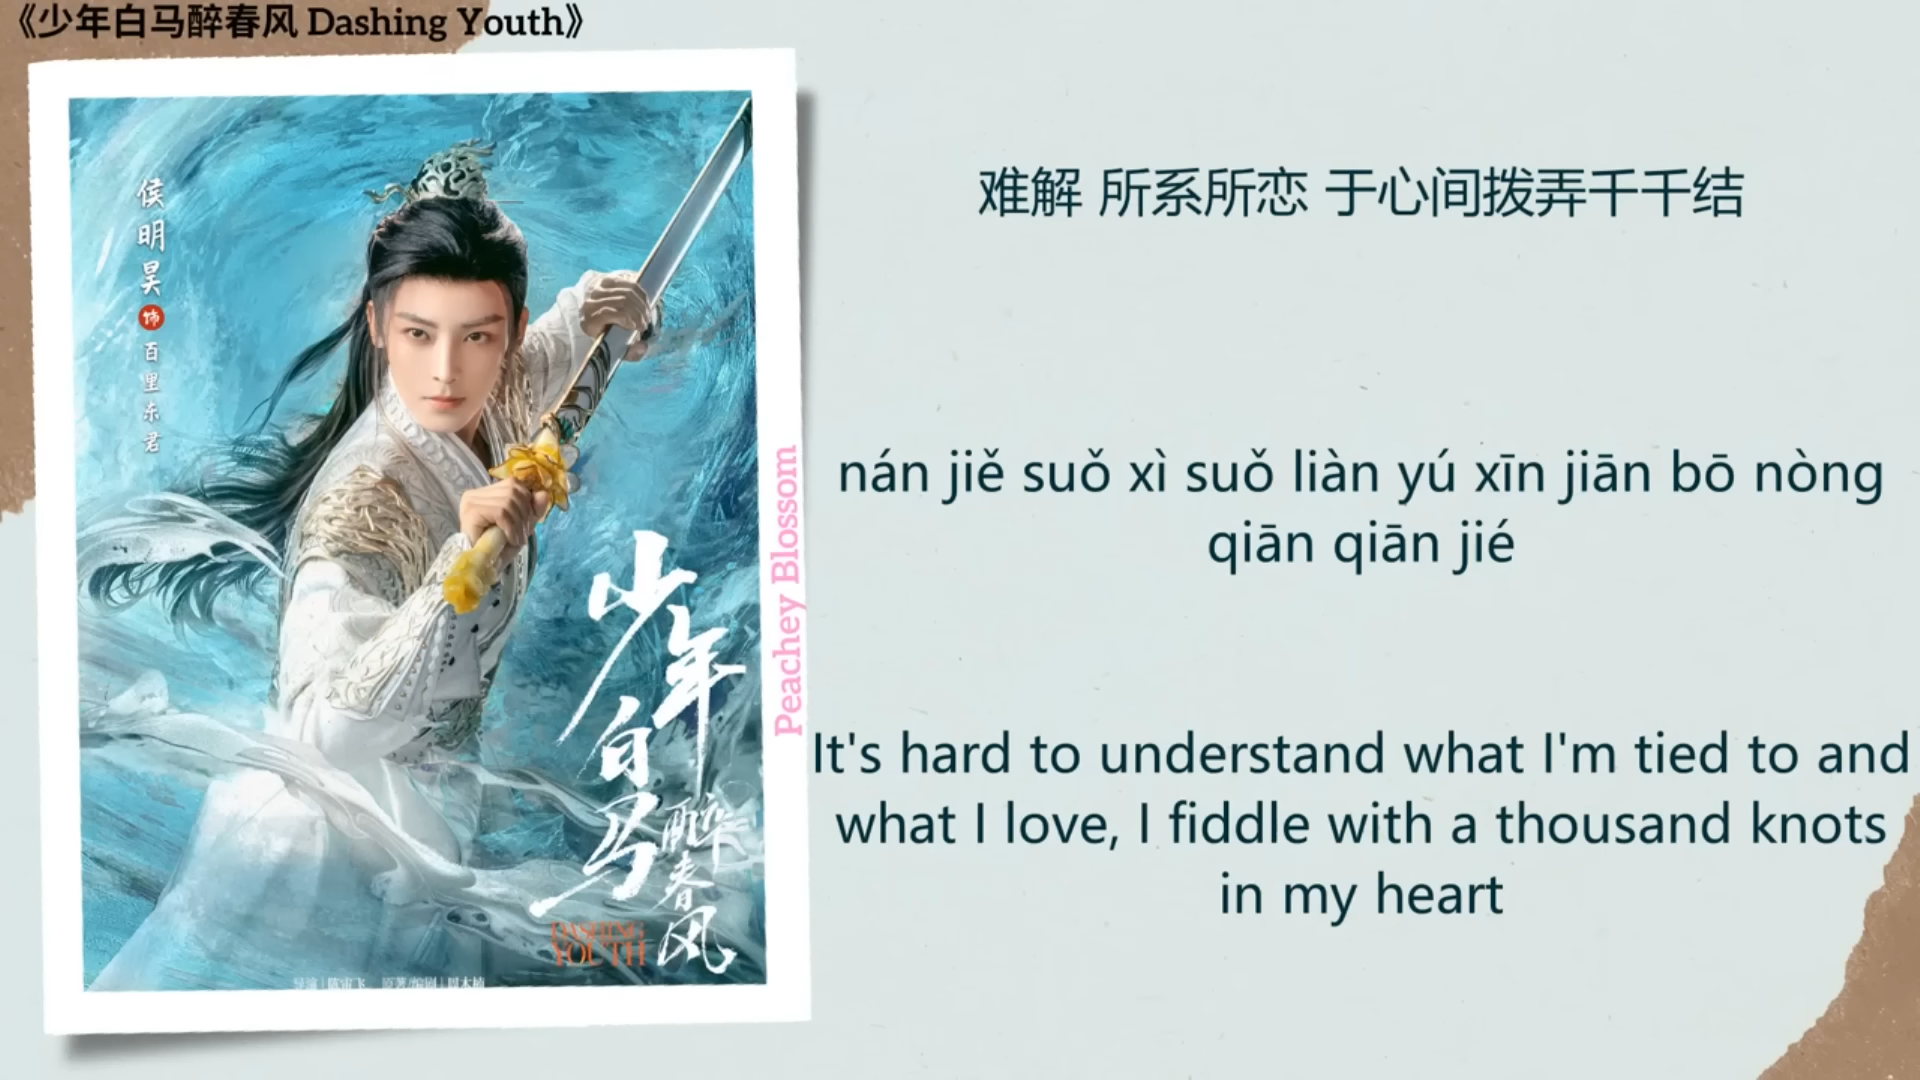 《少年白马醉春风 Dashing Youth》
侯明昊
饰
百里东君
少年
白马
醉春风
DASHING
YOUTH
Peachey Blossom
难解 所系所恋 于心间拨弄千千结
nán jiě suǒ xì suǒ liàn yú xīn jiān bō nòng
qiān qiān jié
It's hard to understand what I'm tied to and
what I love, I fiddle with a thousand knots
in my heart